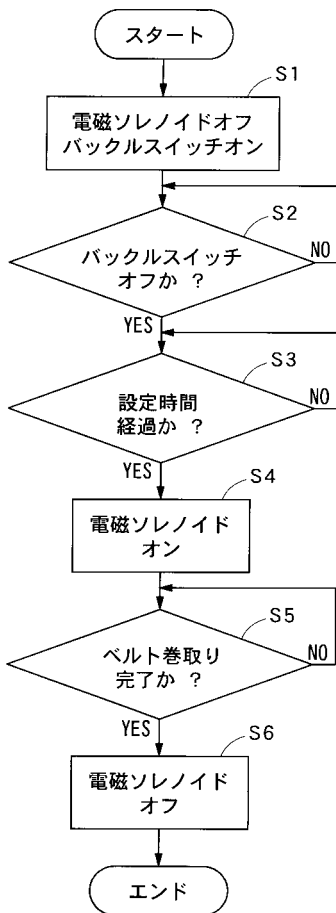 スタート
S1
電磁ソレノイドオフ
バックルスイッチオン
S2
バックルスイッチ
オフか ?
NO
YES
S3
設定時間
経過か ?
NO
YES
S4
電磁ソレノイド
オン
S5
ベルト巻取り
完了か ?
NO
YES
S6
電磁ソレノイド
オフ
エンド